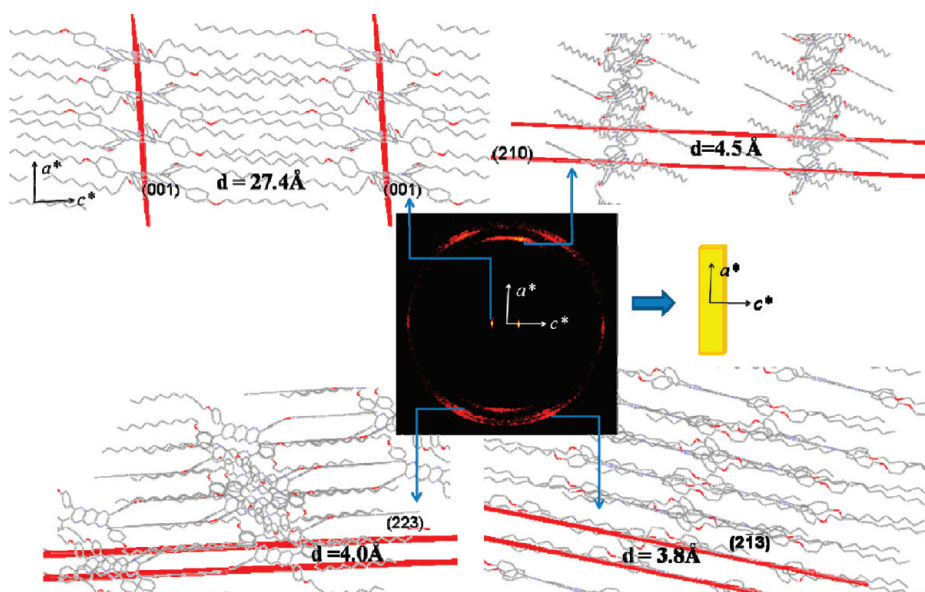 a*
c*
(001)
d = 27.4Å
(001)
(210)
d=4.5 Å
a*
c*
a*
c*
(223)
d =4.0Å
(213)
d = 3.8Å